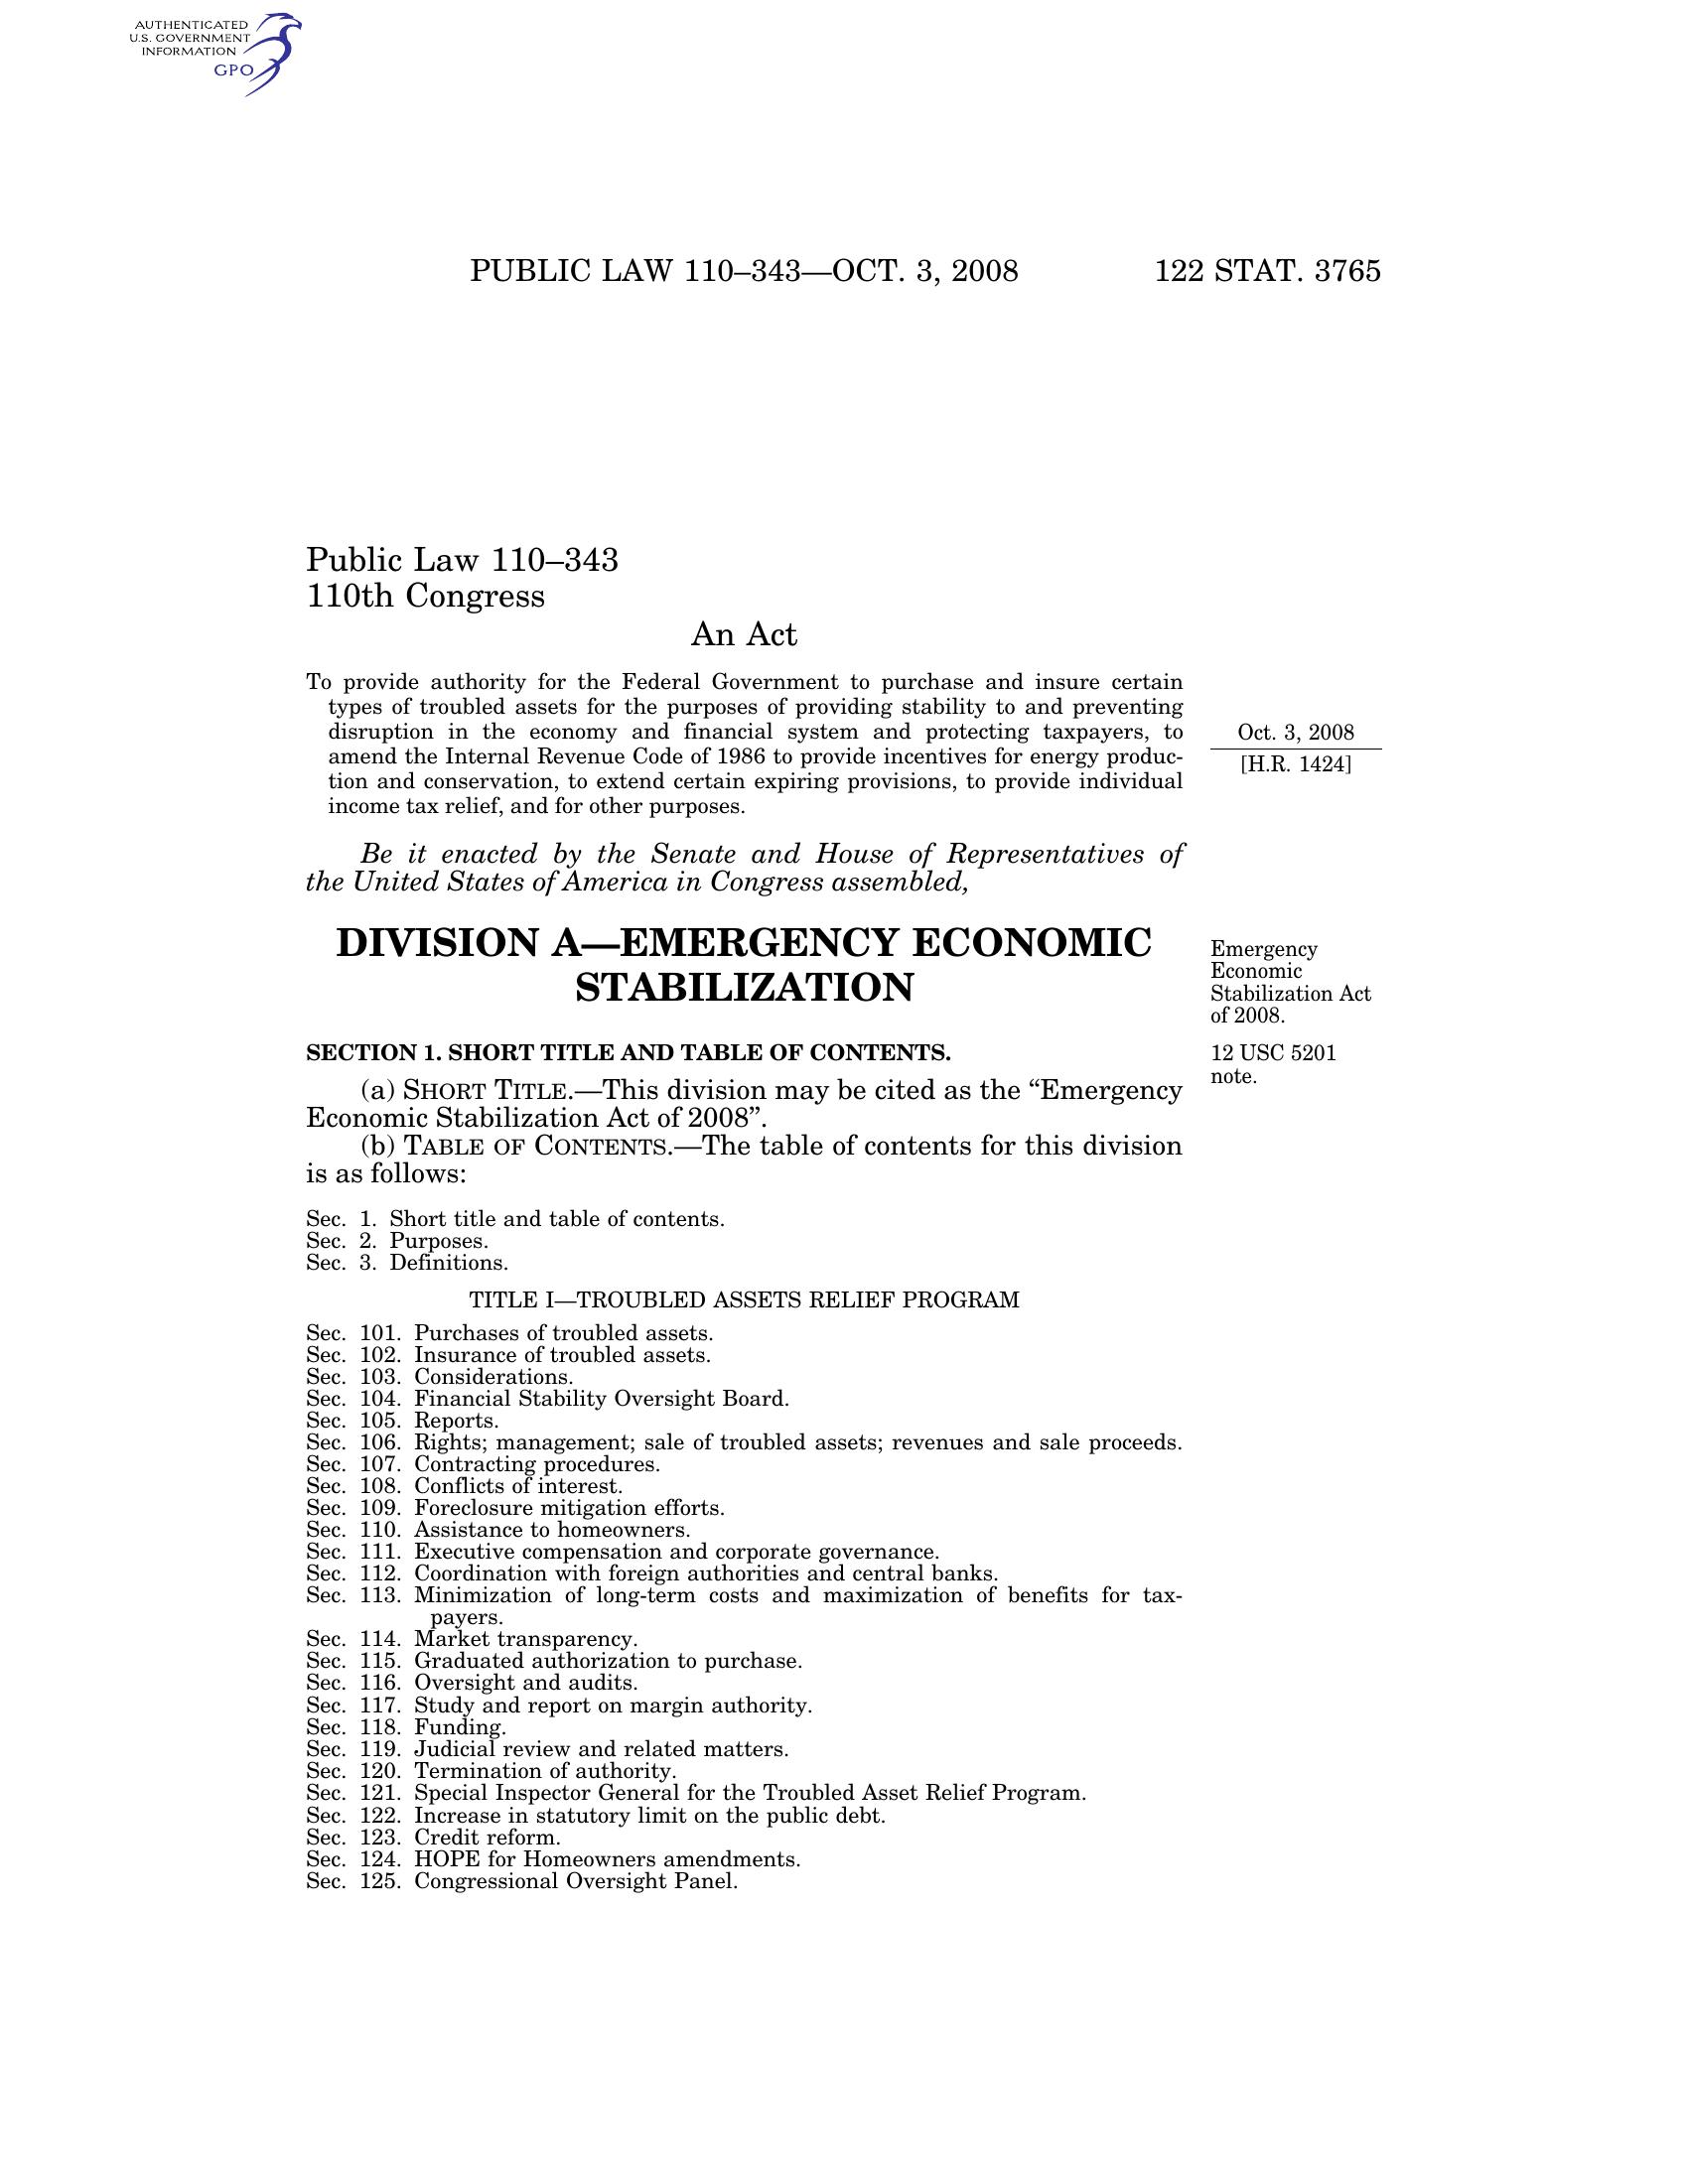 AUTHENTICATED
U.S. GOVERNMENT
INFORMATION
GPO
PUBLIC LAW 110–343—OCT. 3, 2008
122 STAT. 3765
Public Law 110–343
110th Congress
An Act
To provide authority for the Federal Government to purchase and insure certain
types of troubled assets for the purposes of providing stability to and preventing
disruption in the economy and financial system and protecting taxpayers, to
amend the Internal Revenue Code of 1986 to provide incentives for energy produc-
tion and conservation, to extend certain expiring provisions, to provide individual
income tax relief, and for other purposes.
Oct. 3, 2008
[H.R. 1424]
Be it enacted by the Senate and House of Representatives of
the United States of America in Congress assembled,
DIVISION A—EMERGENCY ECONOMIC
STABILIZATION
Emergency
Economic
Stabilization Act
of 2008.
SECTION 1. SHORT TITLE AND TABLE OF CONTENTS.
12 USC 5201
note.
(a) SHORT TITLE.—This division may be cited as the “Emergency
Economic Stabilization Act of 2008”.
(b) TABLE OF CONTENTS.—The table of contents for this division
is as follows:
Sec. 1. Short title and table of contents.
Sec. 2. Purposes.
Sec. 3. Definitions.
TITLE I—TROUBLED ASSETS RELIEF PROGRAM
Sec. 101. Purchases of troubled assets.
Sec. 102. Insurance of troubled assets.
Sec. 103. Considerations.
Sec. 104. Financial Stability Oversight Board.
Sec. 105. Reports.
Sec. 106. Rights; management; sale of troubled assets; revenues and sale proceeds.
Sec. 107. Contracting procedures.
Sec. 108. Conflicts of interest.
Sec. 109. Foreclosure mitigation efforts.
Sec. 110. Assistance to homeowners.
Sec. 111. Executive compensation and corporate governance.
Sec. 112. Coordination with foreign authorities and central banks.
Sec. 113. Minimization of long-term costs and maximization of benefits for tax-
payers.
Sec. 114. Market transparency.
Sec. 115. Graduated authorization to purchase.
Sec. 116. Oversight and audits.
Sec. 117. Study and report on margin authority.
Sec. 118. Funding.
Sec. 119. Judicial review and related matters.
Sec. 120. Termination of authority.
Sec. 121. Special Inspector General for the Troubled Asset Relief Program.
Sec. 122. Increase in statutory limit on the public debt.
Sec. 123. Credit reform.
Sec. 124. HOPE for Homeowners amendments.
Sec. 125. Congressional Oversight Panel.